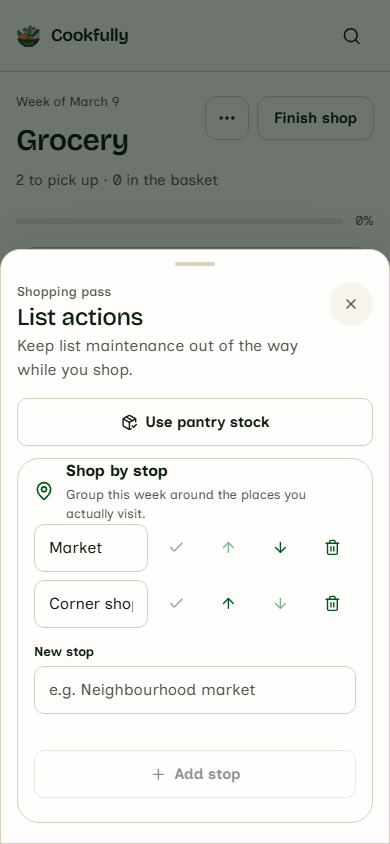 Cookfully
Week of March 9
Finish shop
Grocery
2 to pick up · 0 in the basket
0%
Shopping pass
List actions
Keep list maintenance out of the way
while you shop.
Use pantry stock
Shop by stop
Group this week around the places you
actually visit.
Market
Corner shop
New stop
e.g. Neighbourhood market
Add stop